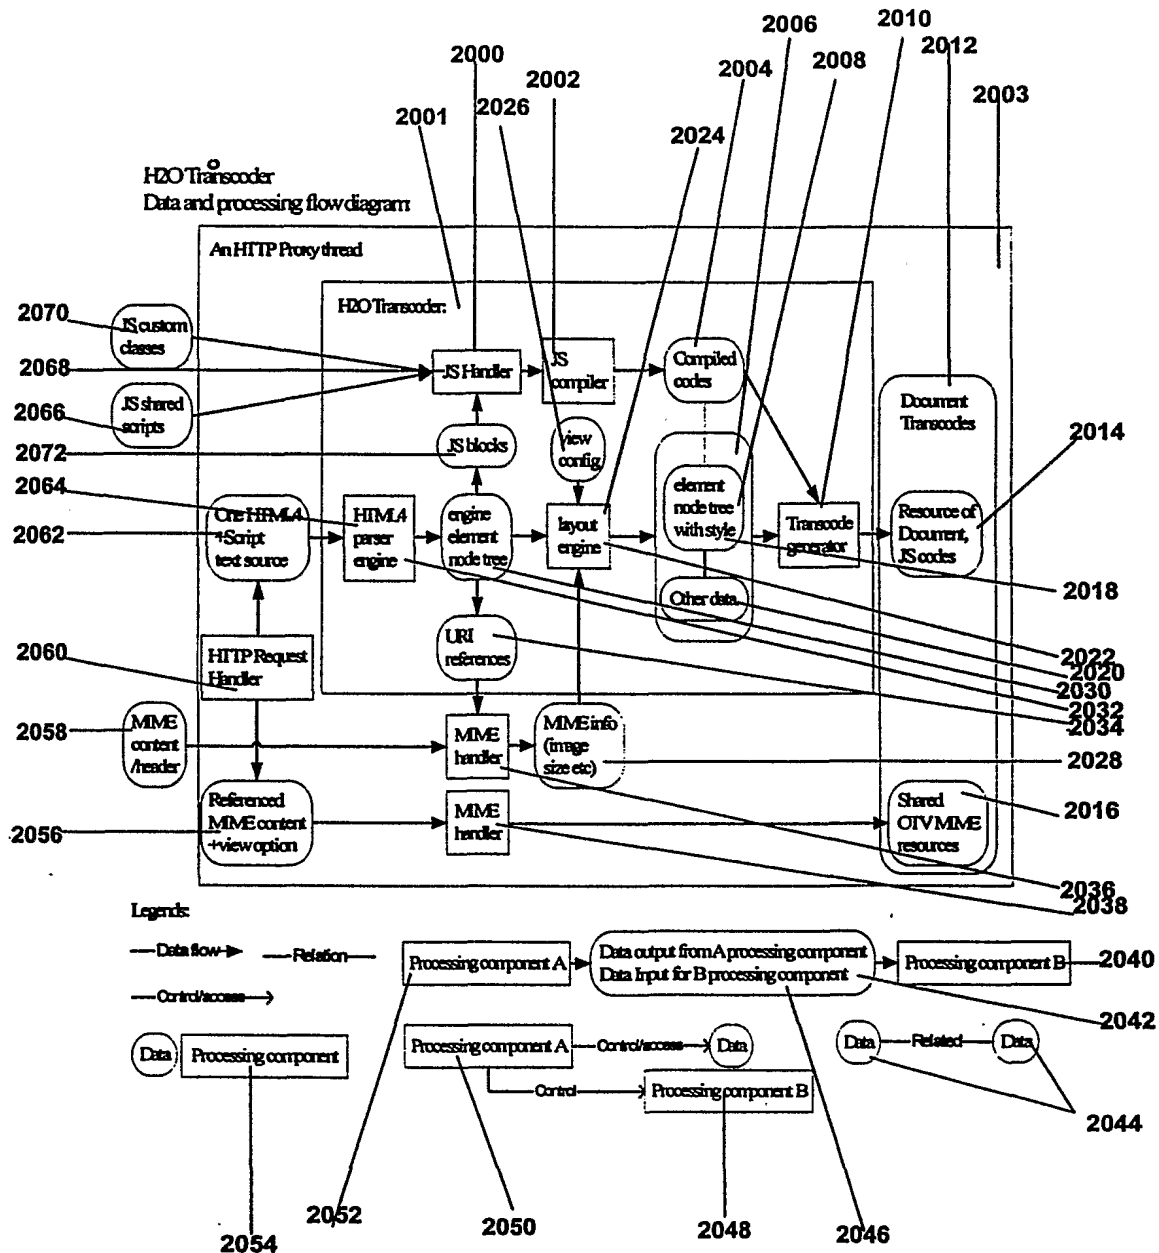 2010
2006
2012
2000
2002
2004
2008
2003
2026
2001
2024
H2O Transcoder
Data and processing flow diagram
An HTTP Proxy thread
H2O Transcoder:
2070
JS custom
classes
2068
JS Handler
JS
compiler
Compiled
codes
2066
JS shared
scripts
Document
Transcodes
2014
2072
JS blocks
view
config
2064
2062
One HTML4
+Script
text source
HTML4
parser
engine
engine
element
node tree
layout
engine
element
node tree
with style
Transcode
generator
Resource of
Document,
JS codes
2018
Other data
2060
HTTP Request
Handler
URI
references
2022
2020
2030
2032
2034
2058
MIME
content
/header
MIME
handler
MIME info
(image
size etc)
2028
2056
Referenced
MIME content
+view option
MIME
handler
Shared
OTV MIME
resources
2016
2036
2038
Legends:
Data flow
Relation
Control/access
Processing component A
Data output from A processing component
Data Input for B processing component
Processing component B
2040
2042
Data
Processing component
Processing component A
Control/access
Data
Data
Related
Data
Control
Processing component B
2044
2054
2052
2050
2048
2046